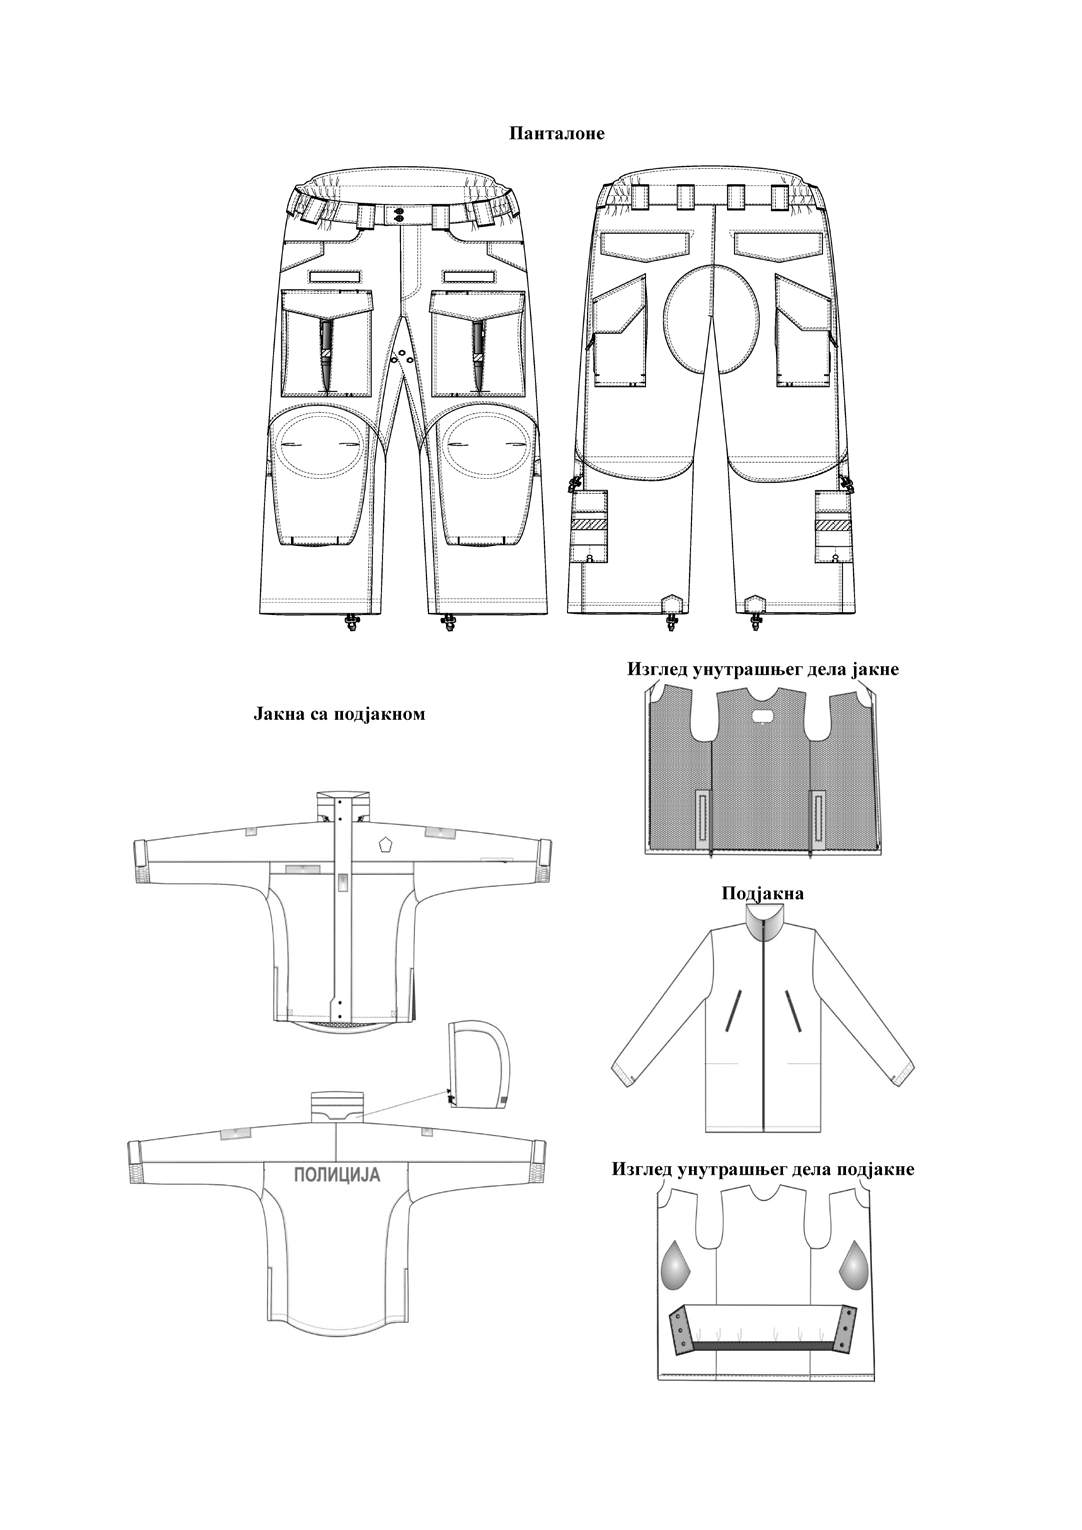 Панталоне
Изглед унутрашњег дела јакне
Јакна са подјакном
Подјакна
ПОЛИЦИЈА
Изглед унутрашњег дела подјакне